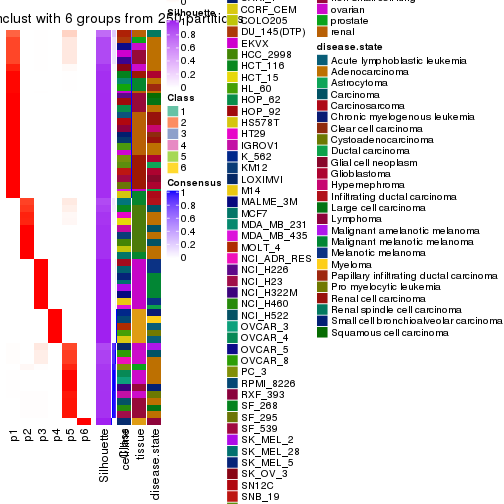 nclust with 6 groups from 250 partitions
p1
p2
p3
p4
p5
p6
Silhouette
Class
cell.line
tissue
disease.state
Silhouette
1
0.8
0.6
0.4
0.2
0
Class
1
2
3
4
5
6
Consensus
1
0.8
0.6
0.4
0.2
0
CCRF_CEM
COLO205
DU_145(DTP)
EKVX
HCC_2998
HCT_116
HCT_15
HL_60
HOP_62
HOP_92
HS578T
HT29
IGROV1
K_562
KM12
LOXIMVI
M14
MALME_3M
MCF7
MDA_MB_231
MDA_MB_435
MOLT_4
NCI_ADR_RES
NCI_H226
NCI_H23
NCI_H322M
NCI_H460
NCI_H522
OVCAR_3
OVCAR_4
OVCAR_5
OVCAR_8
PC_3
RPMI_8226
RXF_393
SF_268
SF_295
SF_539
SK_MEL_2
SK_MEL_28
SK_MEL_5
SK_OV_3
SN12C
SNB_19
ovarian
prostate
renal
disease.state
Acute lymphoblastic leukemia
Adenocarcinoma
Astrocytoma
Carcinoma
Carcinosarcoma
Chronic myelogenous leukemia
Clear cell carcinoma
Cystoadenocarcinoma
Ductal carcinoma
Glial cell neoplasm
Glioblastoma
Hypernephroma
Infiltrating ductal carcinoma
Large cell carcinoma
Lymphoma
Malignant amelanotic melanoma
Malignant melanotic melanoma
Melanotic melanoma
Myeloma
Papillary infiltrating ductal carcinoma
Pro myelocytic leukemia
Renal cell carcinoma
Renal spindle cell carcinoma
Small cell bronchioalveolar carcinoma
Squamous cell carcinoma